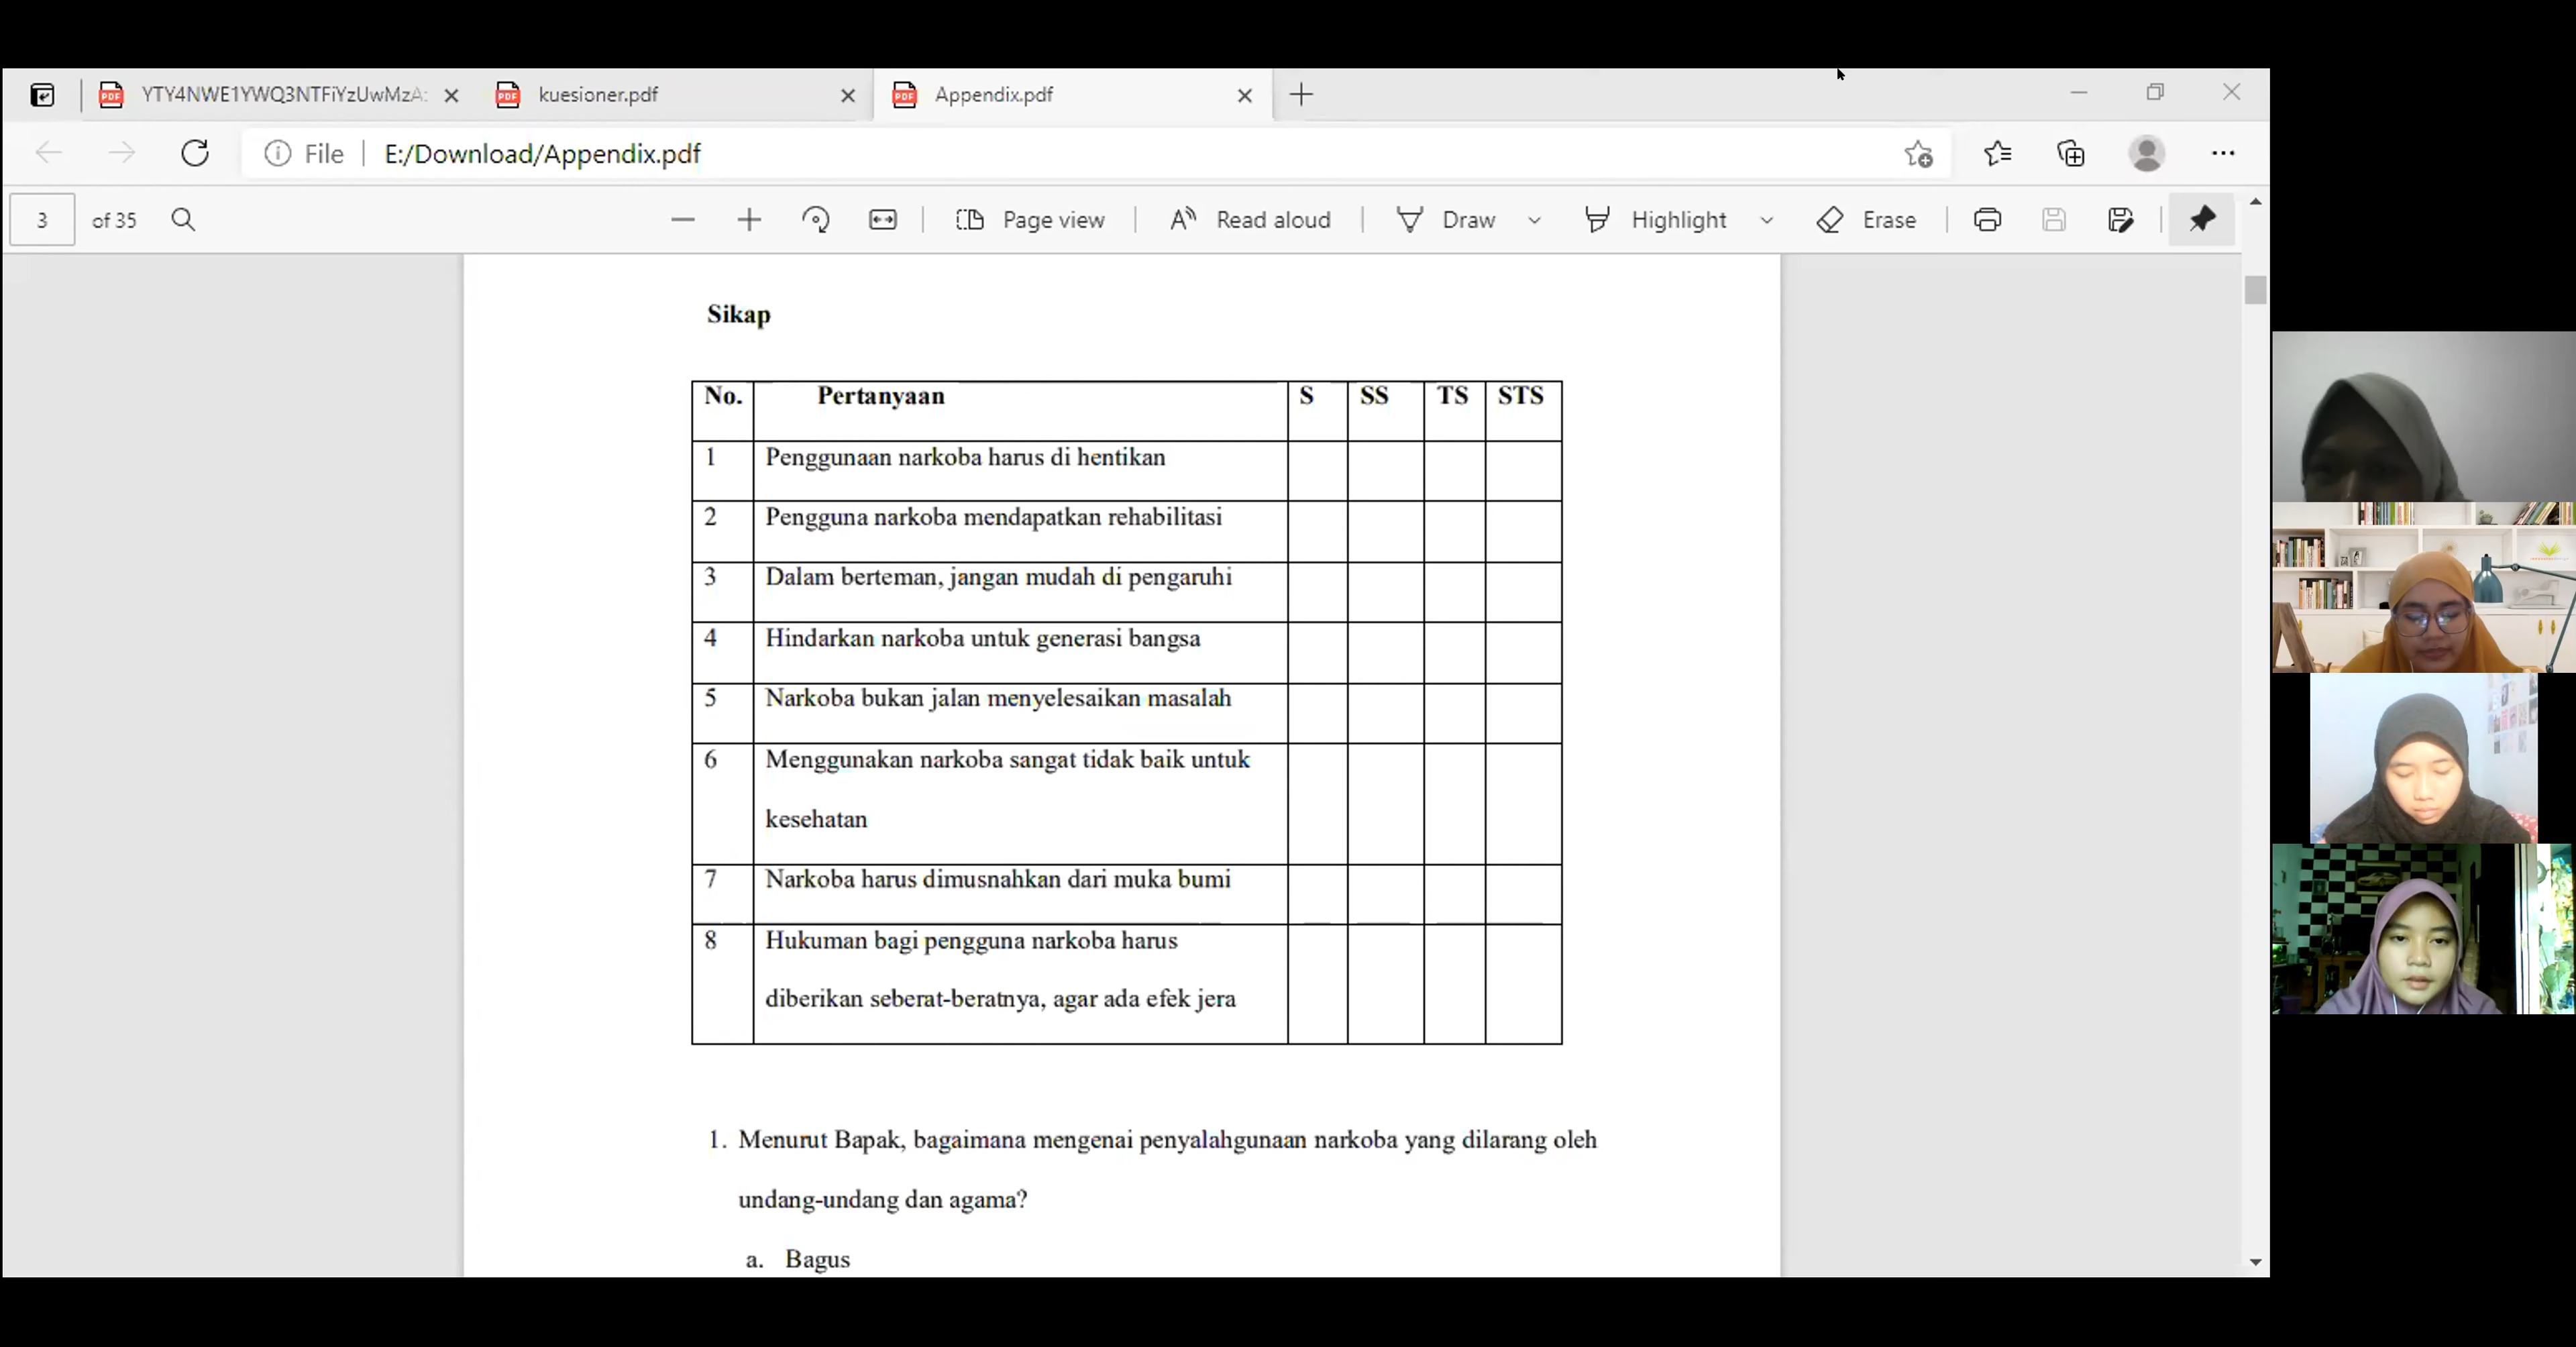 YTY4NWE1YWQ3NTFiYzUwMzA:
kuesioner.pdf
Appendix.pdf
File
E:/Download/Appendix.pdf
3 of 35
Page view
Read aloud
Draw
Highlight
Erase
Sikap
No. Pertanyaan S SS TS STS
1 Penggunaan narkoba harus di hentikan
2 Pengguna narkoba mendapatkan rehabilitasi
3 Dalam berteman, jangan mudah di pengaruhi
4 Hindarkan narkoba untuk generasi bangsa
5 Narkoba bukan jalan menyelesaikan masalah
6 Menggunakan narkoba sangat tidak baik untuk
kesehatan
7 Narkoba harus dimusnahkan dari muka bumi
8 Hukuman bagi pengguna narkoba harus
diberikan seberat-beratnya, agar ada efek jera
1. Menurut Bapak, bagaimana mengenai penyalahgunaan narkoba yang dilarang oleh
undang-undang dan agama?
a. Bagus